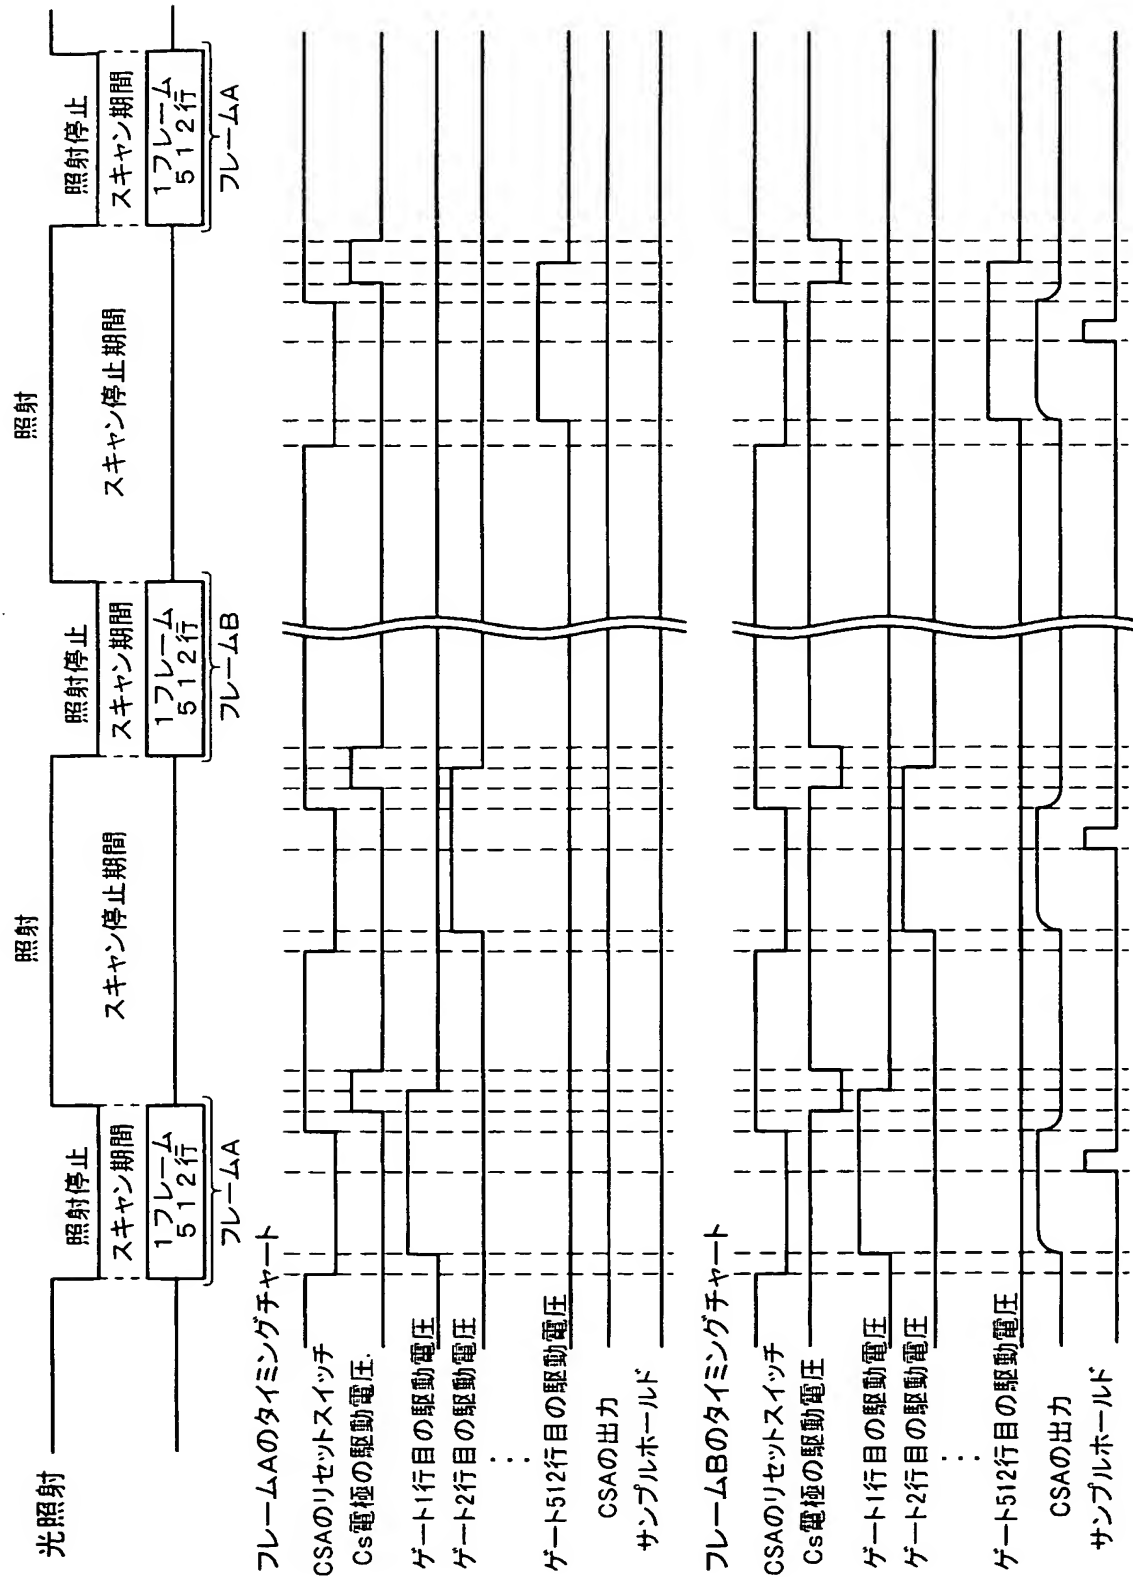 光照射
照射
照射
照射停止
スキャン停止期間
照射停止
スキャン停止期間
照射停止
スキャン期間
スキャン期間
スキャン期間
1フレーム
512行
1フレーム
512行
1フレーム
512行
フレームA
フレームB
フレームA
フレームAのタイミングチャート
CSAのリセットスイッチ
Cs電極の駆動電圧.
ゲート1行目の駆動電圧
ゲート2行目の駆動電圧
⋮
ゲート512行目の駆動電圧
CSAの出力
サンプルホールド
フレームBのタイミングチャート
CSAのリセットスイッチ
Cs電極の駆動電圧
ゲート1行目の駆動電圧
ゲート2行目の駆動電圧
⋮
ゲート512行目の駆動電圧
CSAの出力
サンプルホールド